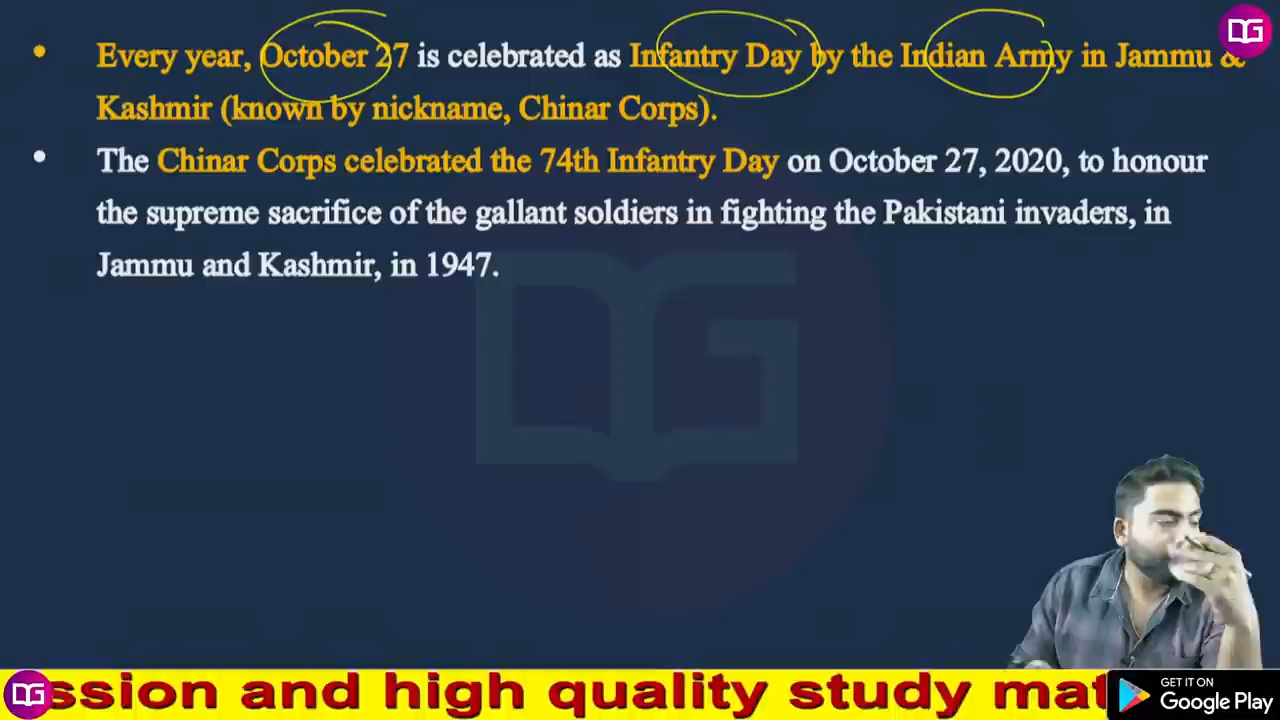 Every year, October 27 is celebrated as Infantry Day by the Indian Army in Jammu &
Kashmir (known by nickname, Chinar Corps).
The Chinar Corps celebrated the 74th Infantry Day on October 27, 2020, to honour
the supreme sacrifice of the gallant soldiers in fighting the Pakistani invaders, in
Jammu and Kashmir, in 1947.
ssion and high quality study mat
GET IT ON
Google Play